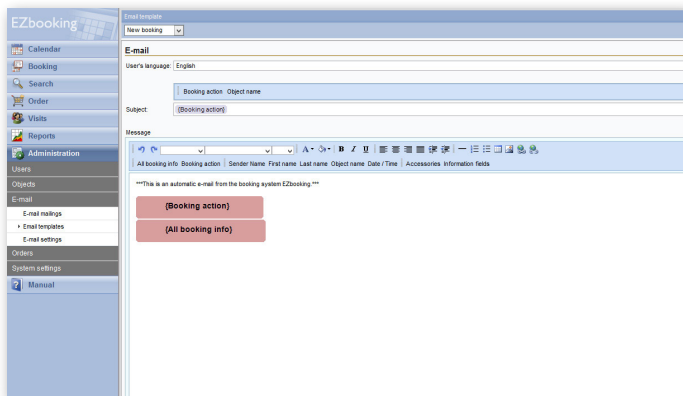 EZbooking
Calendar
Booking
Search
Order
Visits
Reports
Administration
Users
Objects
E-mail
E-mail mailings
Email templates
E-mail settings
Orders
System settings
Manual
Email template
New booking
E-mail
User's language: English
Booking action Object name
Subject: {Booking action}
Message
A B I U
All booking info Booking action Sender Name First name Last name Object name Date / Time Accessories Information fields
***This is an automatic e-mail from the booking system EZbooking.***
{Booking action}
{All booking info}